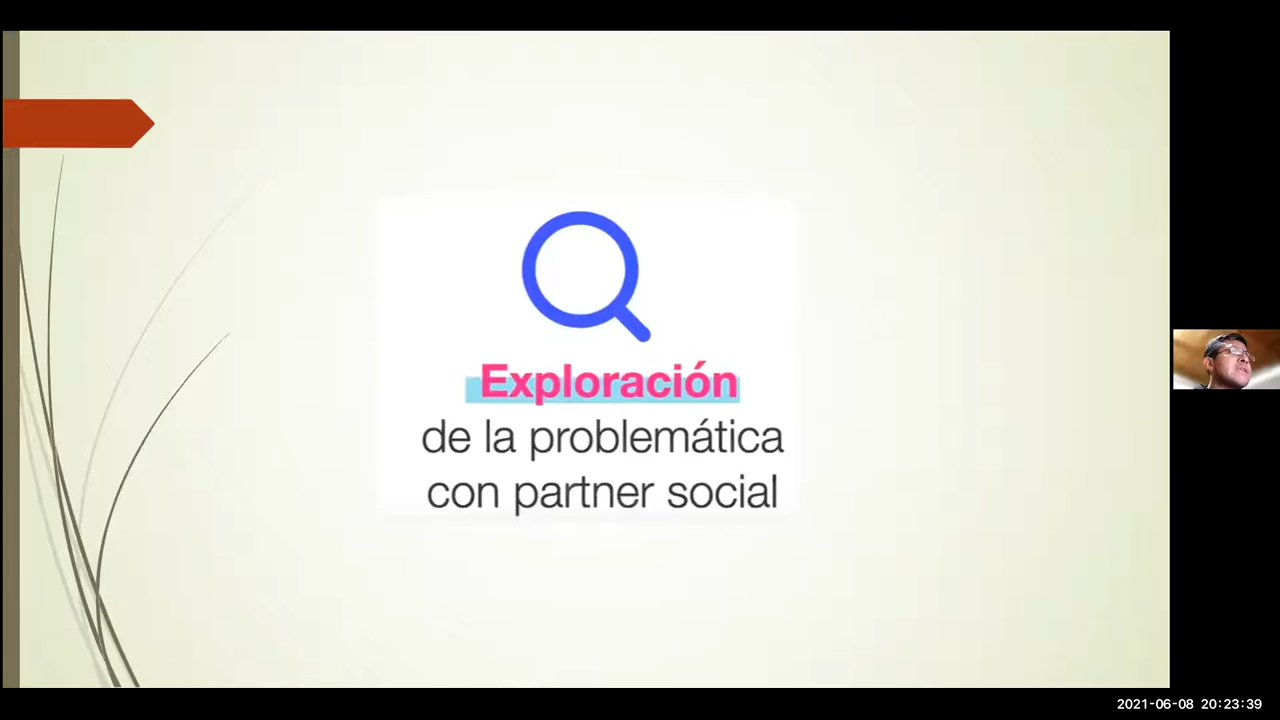 Exploración
de la problemática
con partner social
2021-06-08 20:23:39